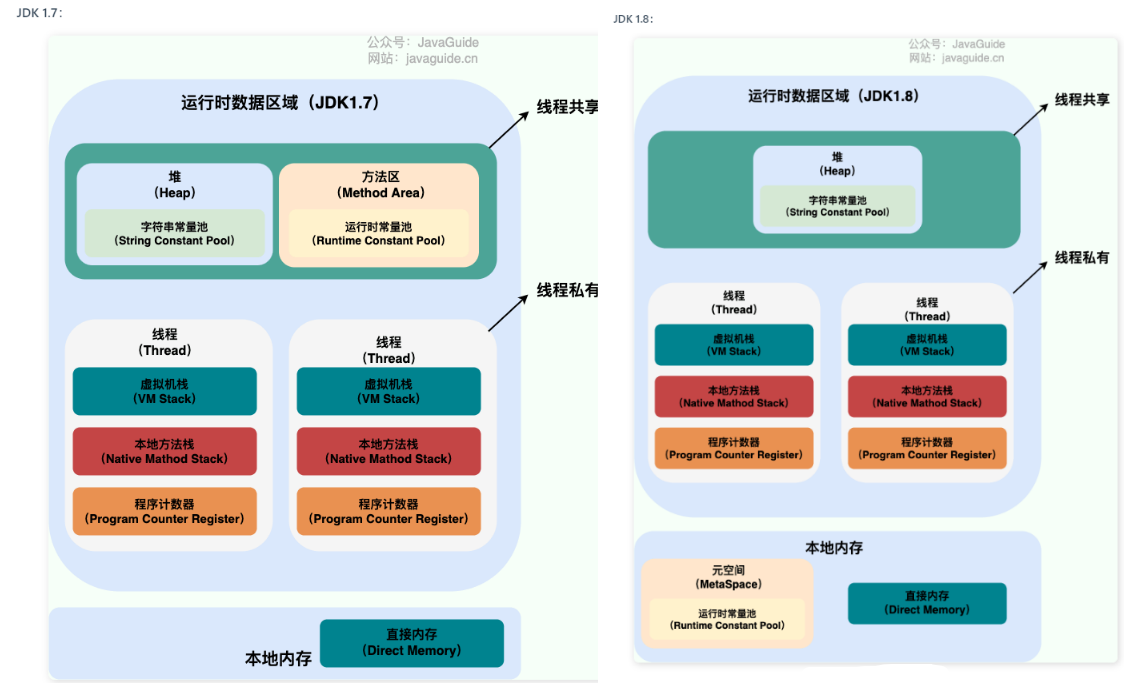 JDK 1.7：
公众号：JavaGuide
网站：javaguide.cn
运行时数据区域（JDK1.7）
线程共享
堆
（Heap）
字符串常量池
（String Constant Pool）
方法区
（Method Area）
运行时常量池
（Runtime Constant Pool）
线程私有
线程
（Thread）
虚拟机栈
（VM Stack）
本地方法栈
（Native Mathod Stack）
程序计数器
（Program Counter Register）
线程
（Thread）
虚拟机栈
（VM Stack）
本地方法栈
（Native Mathod Stack）
程序计数器
（Program Counter Register）
本地内存
直接内存
（Direct Memory）
JDK 1.8：
公众号：JavaGuide
网站：javaguide.cn
运行时数据区域（JDK1.8）
线程共享
堆
（Heap）
字符串常量池
（String Constant Pool）
线程私有
线程
（Thread）
虚拟机栈
（VM Stack）
本地方法栈
（Native Mathod Stack）
程序计数器
（Program Counter Register）
线程
（Thread）
虚拟机栈
（VM Stack）
本地方法栈
（Native Mathod Stack）
程序计数器
（Program Counter Register）
本地内存
元空间
（MetaSpace）
运行时常量池
（Runtime Constant Pool）
直接内存
（Direct Memory）